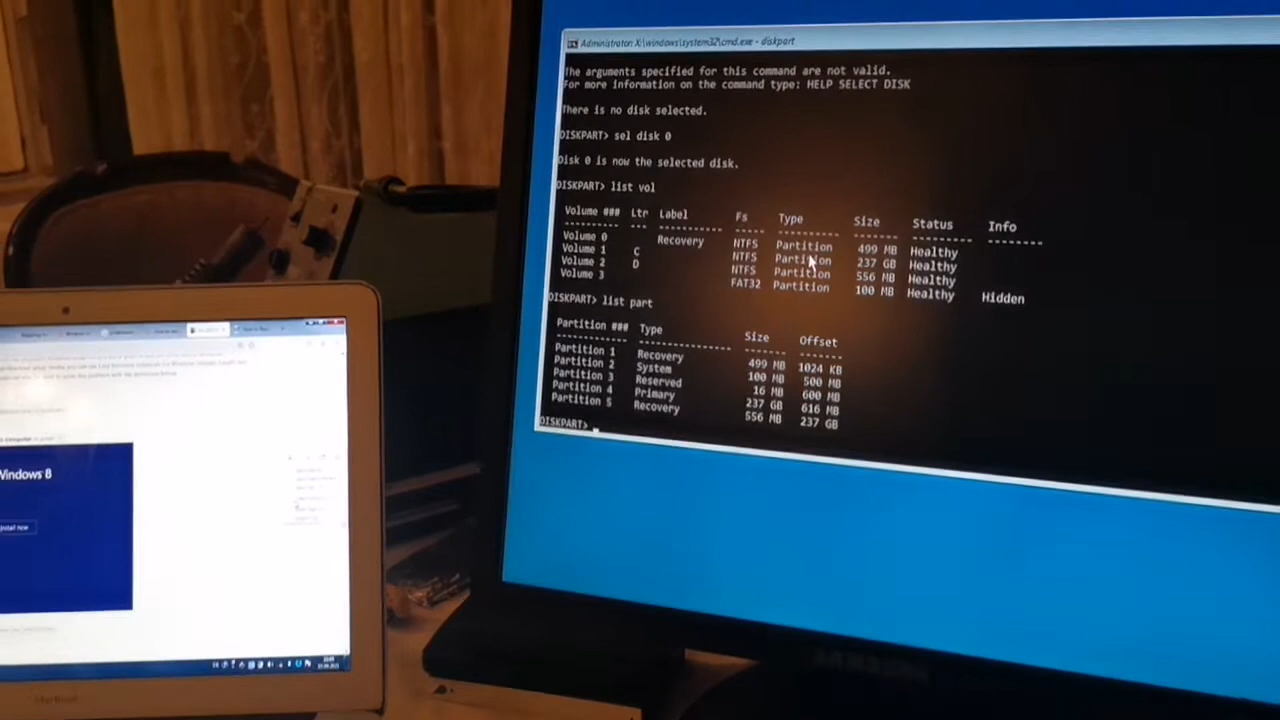 Administrator: X:\windows\system32\cmd.exe - diskpart
The arguments specified for this command are not valid.
For more information on the command type: HELP SELECT DISK
There is no disk selected.
DISKPART> sel disk 0
Disk 0 is now the selected disk.
DISKPART> list vol
Volume ### Ltr Label Fs Type Size Status Info
Volume 0 Recovery NTFS Partition 499 MB Healthy
Volume 1 C NTFS Partition 237 GB Healthy
Volume 2 D NTFS Partition 556 MB Healthy
Volume 3 FAT32 Partition 100 MB Healthy Hidden
DISKPART> list part
Partition ### Type Size Offset
Partition 1 Recovery 499 MB 1024 KB
Partition 2 System 100 MB 500 MB
Partition 3 Reserved 16 MB 600 MB
Partition 4 Primary 237 GB 616 MB
Partition 5 Recovery 556 MB 237 GB
DISKPART>
Windows 8
Install now
MacBook
SAMSUNG